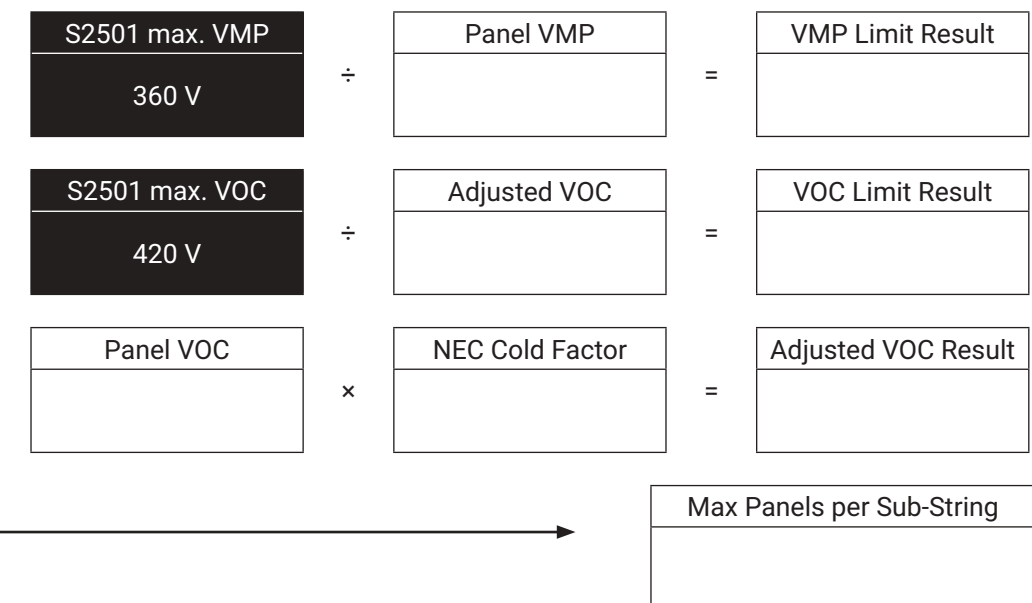 S2501 max. VMP ÷ Panel VMP = VMP Limit Result
360 V
S2501 max. VOC ÷ Adjusted VOC = VOC Limit Result
420 V
Panel VOC × NEC Cold Factor = Adjusted VOC Result
Max Panels per Sub-String